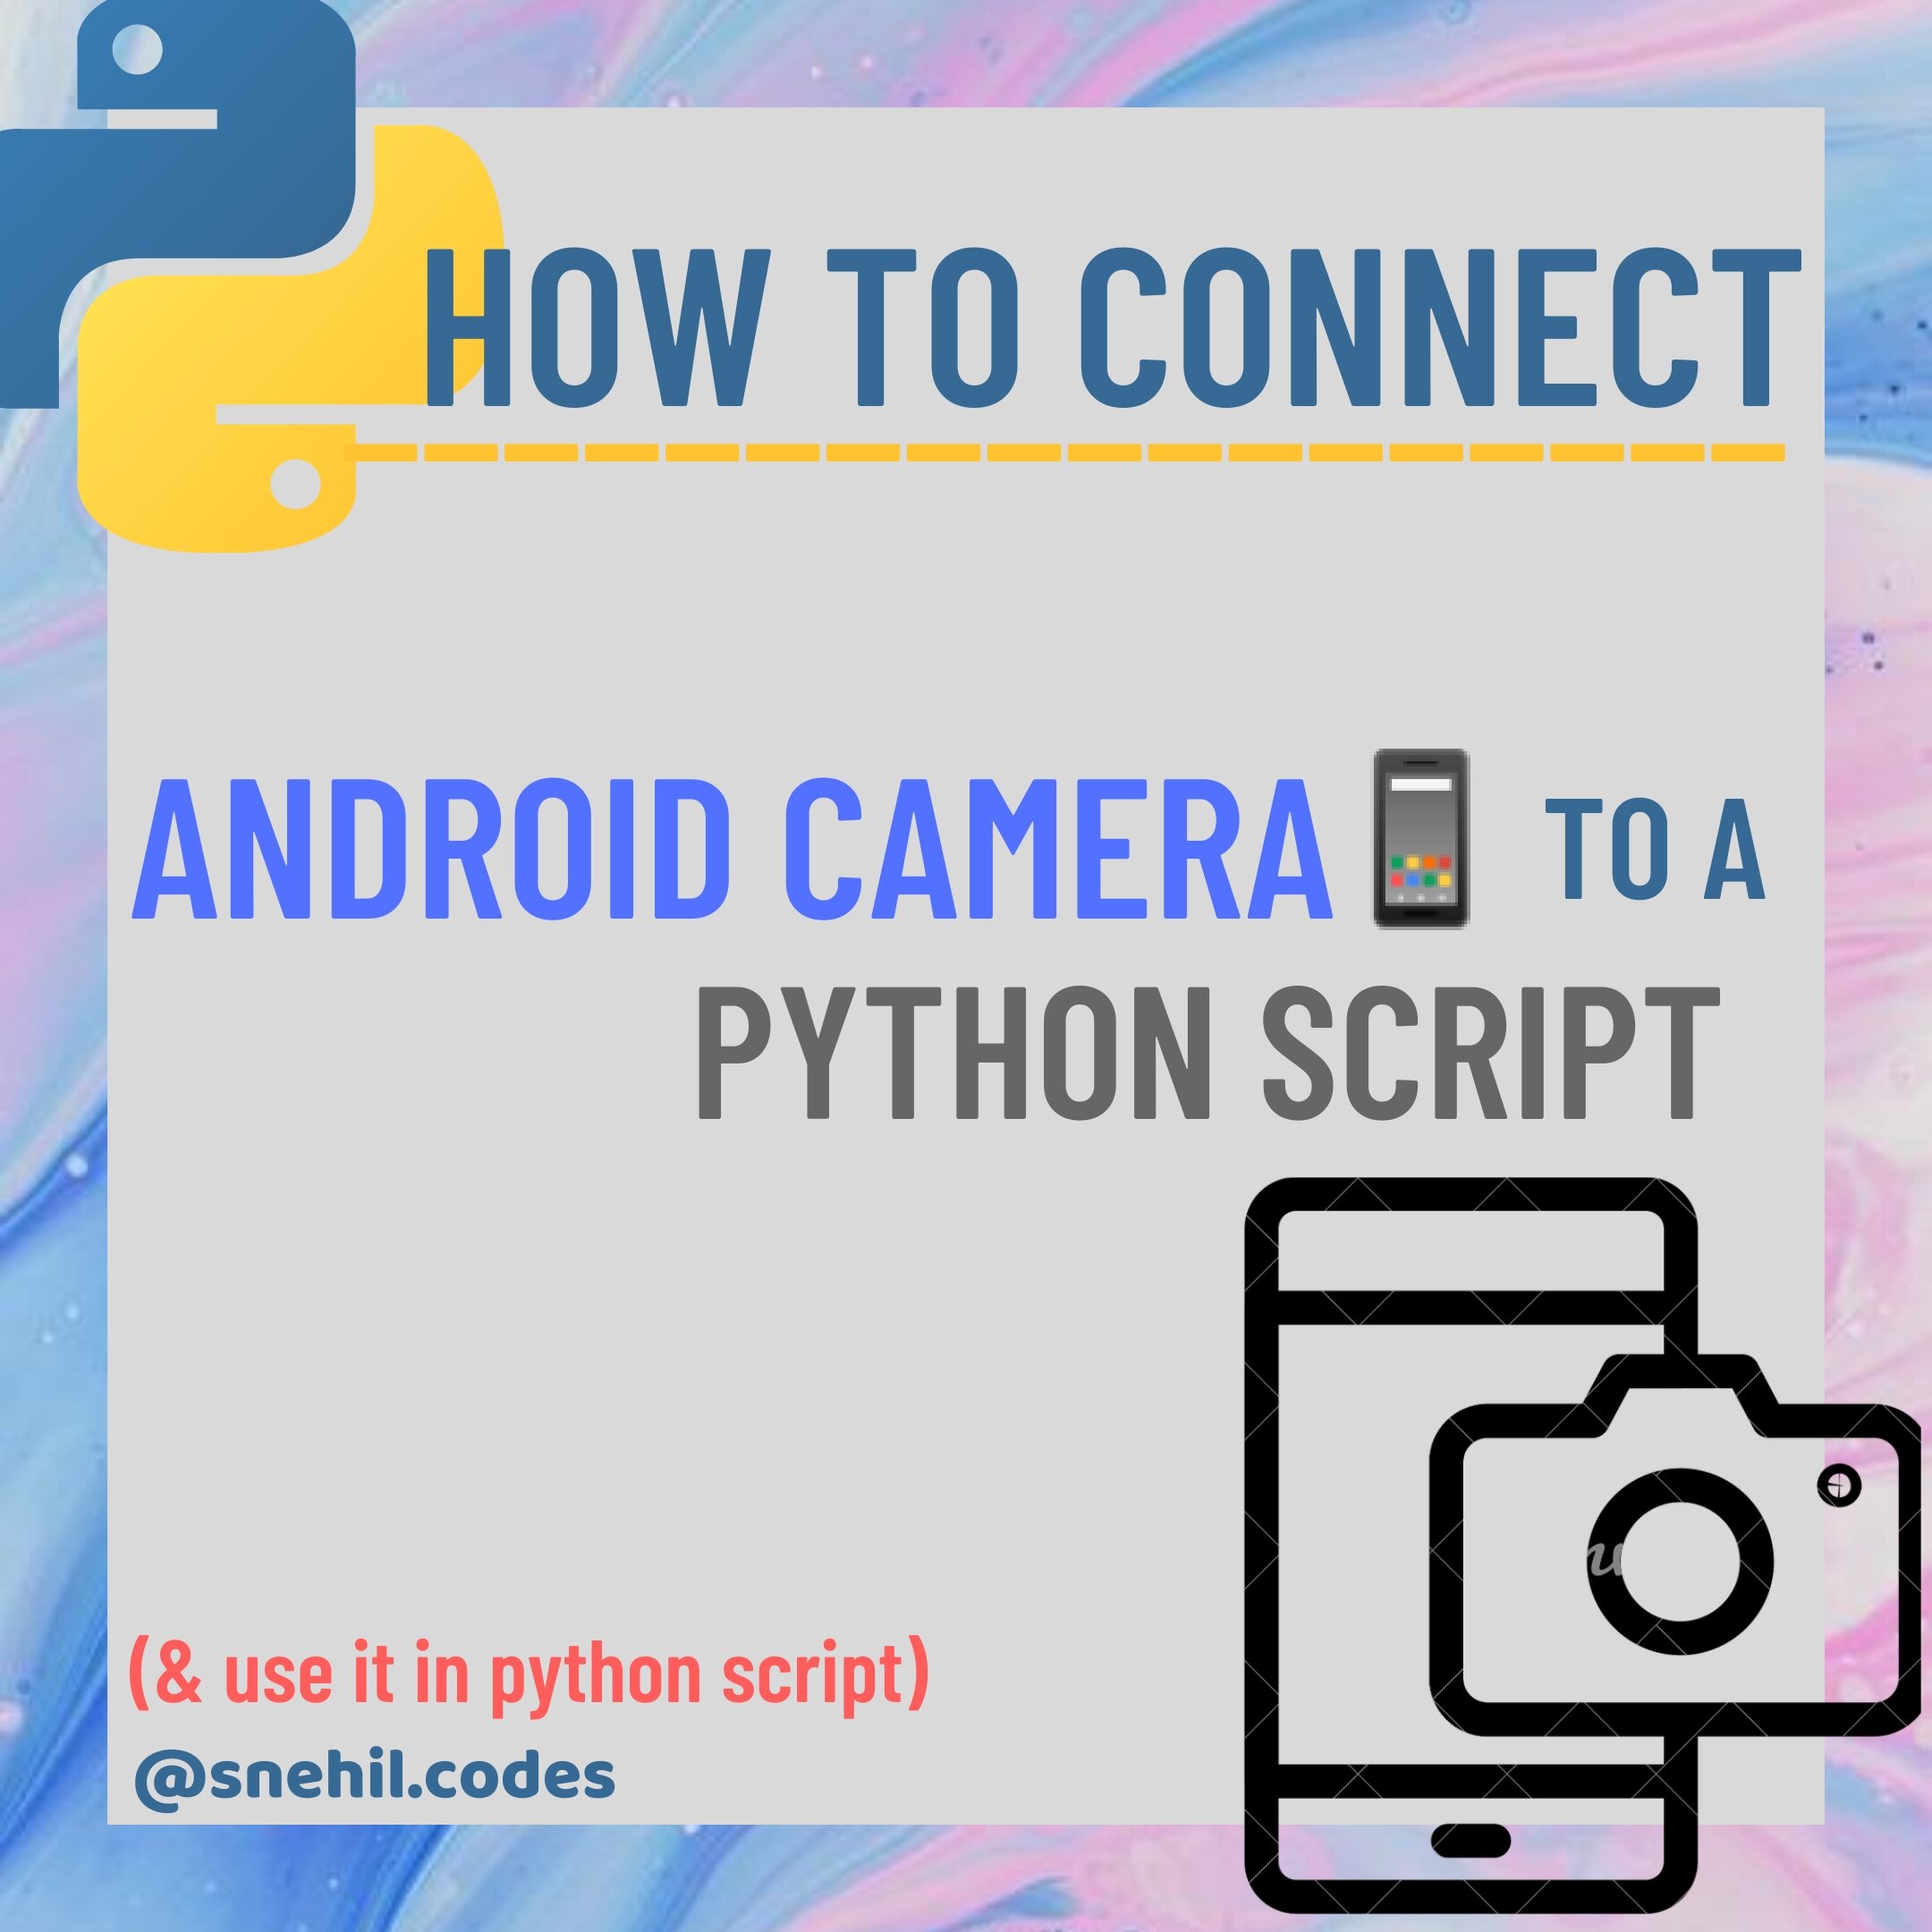 HOW TO CONNECT
ANDROID CAMERA TO A
PYTHON SCRIPT
(& use it in python script)
@snehil.codes